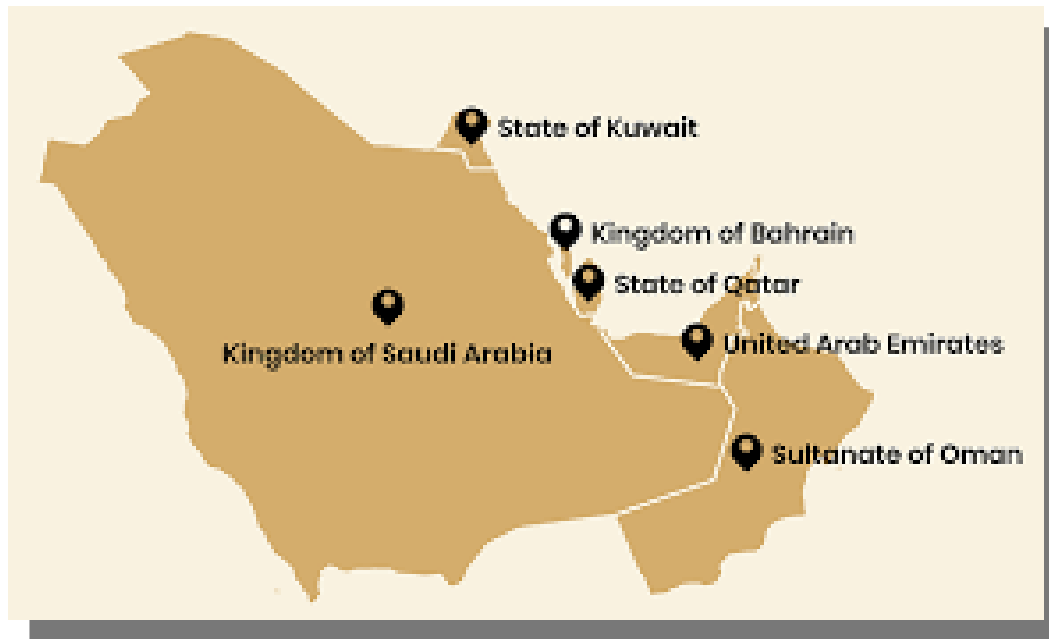 State of Kuwait
Kingdom of Bahrain
State of Qatar
United Arab Emirates
Kingdom of Saudi Arabia
Sultanate of Oman